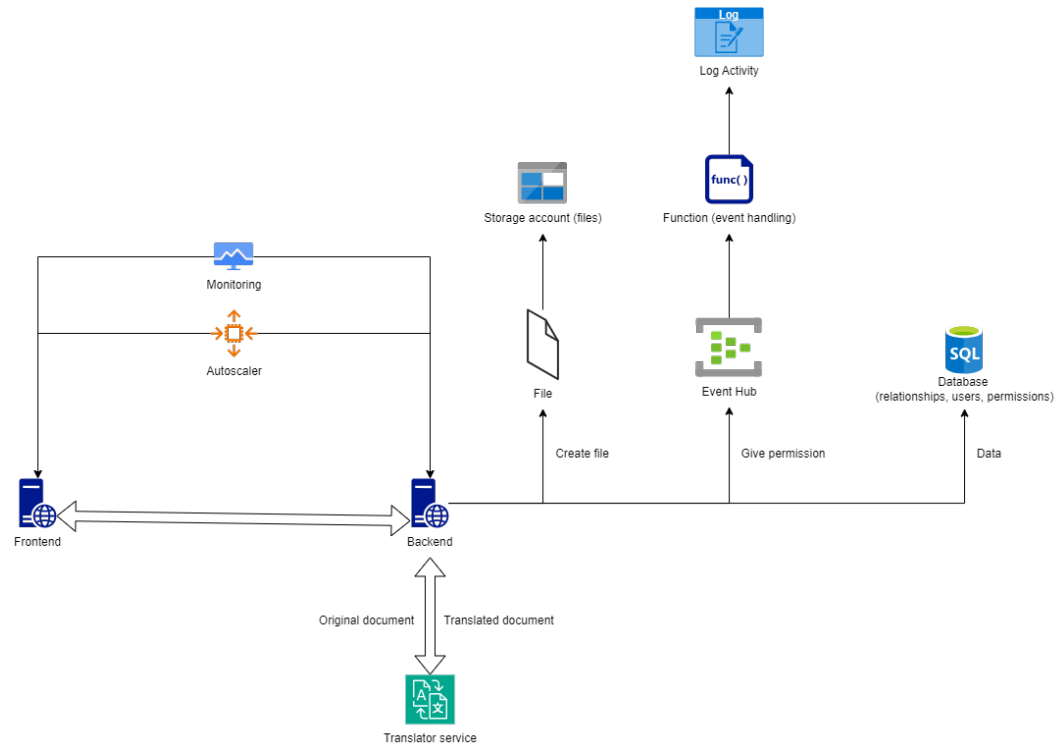 Log
Log Activity
func( )
Storage account (files)
Function (event handling)
Monitoring
Autoscaler
File
Event Hub
SQL
Database
(relationships, users, permissions)
Create file
Give permission
Data
Frontend
Backend
Original document
Translated document
A
文
Translator service